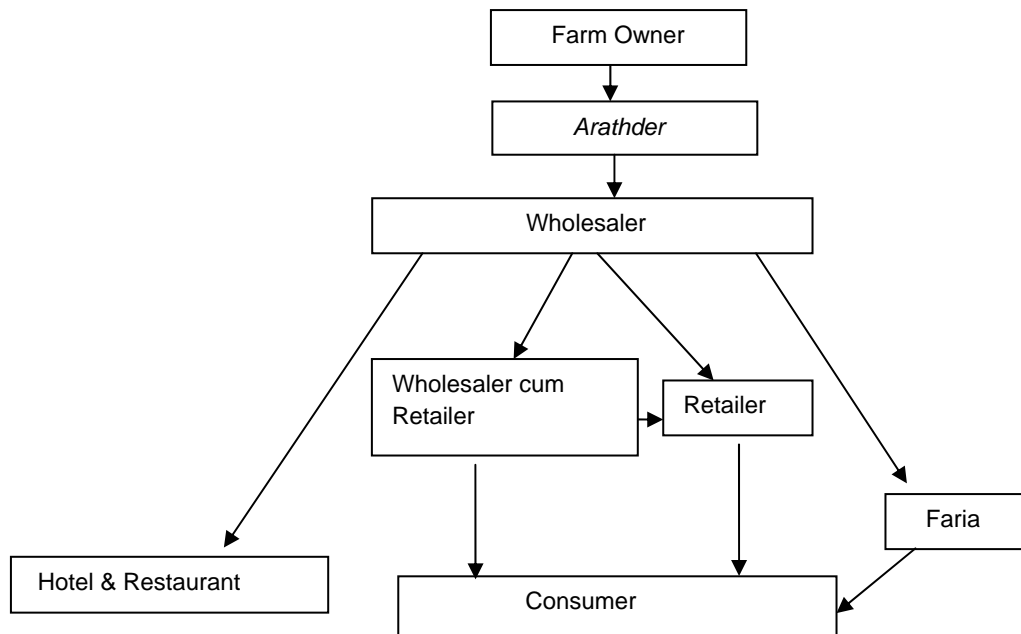 Farm Owner
Arathder
Wholesaler
Wholesaler cum
Retailer
Retailer
Faria
Hotel & Restaurant
Consumer